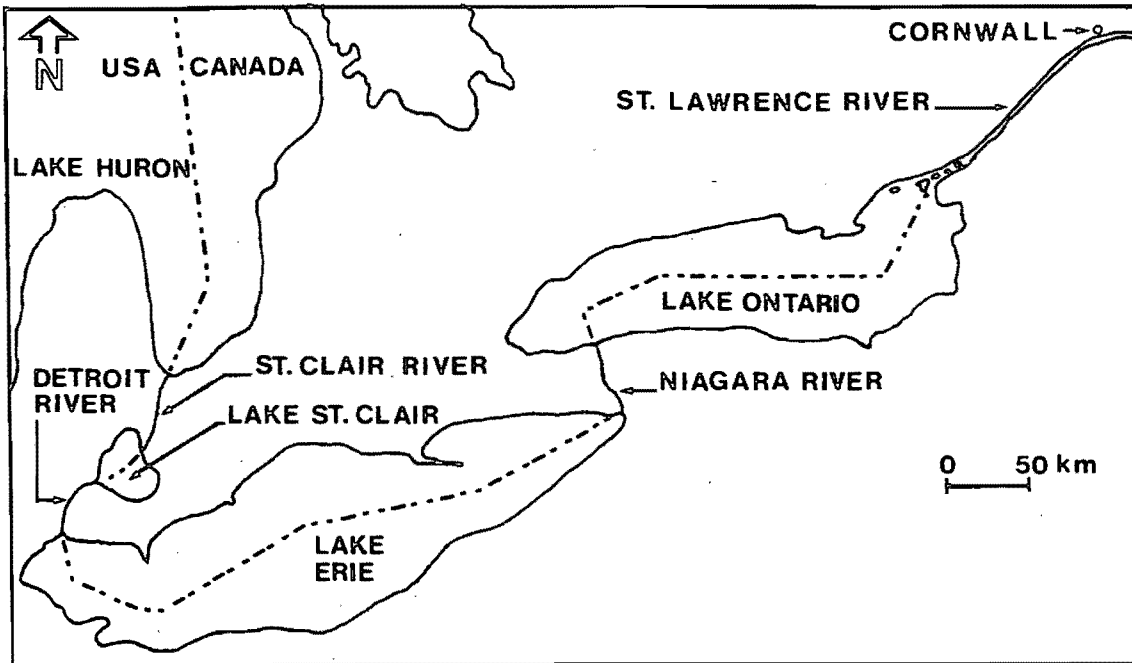 CORNWALL
N
USA
CANADA
ST. LAWRENCE RIVER
LAKE HURON
LAKE ONTARIO
DETROIT
RIVER
ST. CLAIR RIVER
NIAGARA RIVER
LAKE ST. CLAIR
0 50 km
LAKE
ERIE